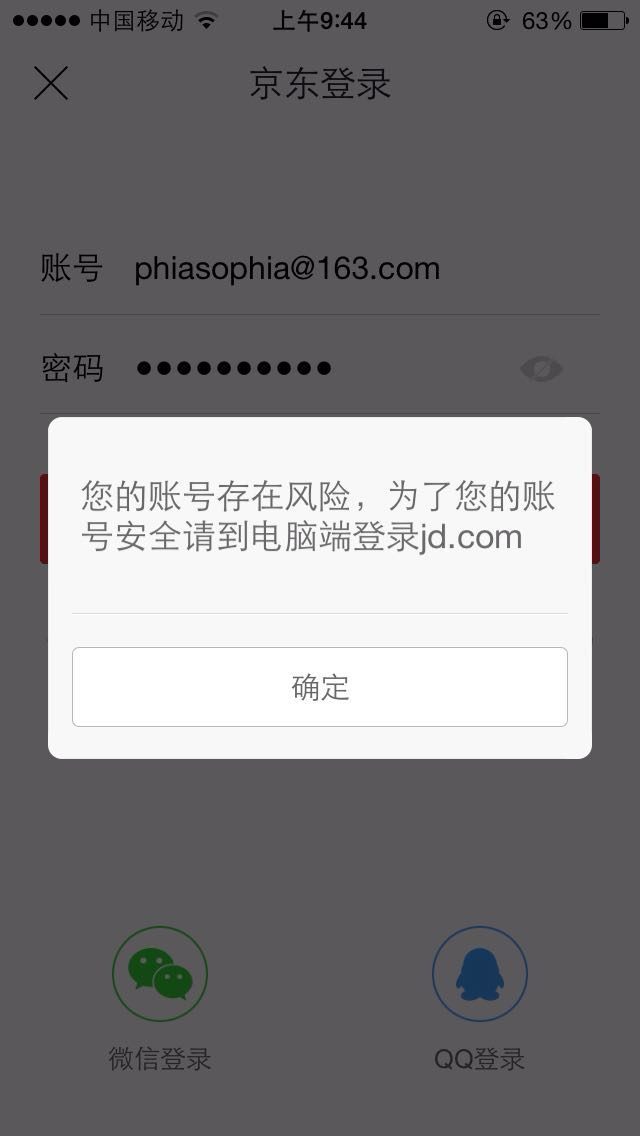 中国移动 上午9:44 63%
京东登录
账号 phiasophia@163.com
密码 ••••••••••
您的账号存在风险，为了您的账
号安全请到电脑端登录jd.com
确定
微信登录 QQ登录